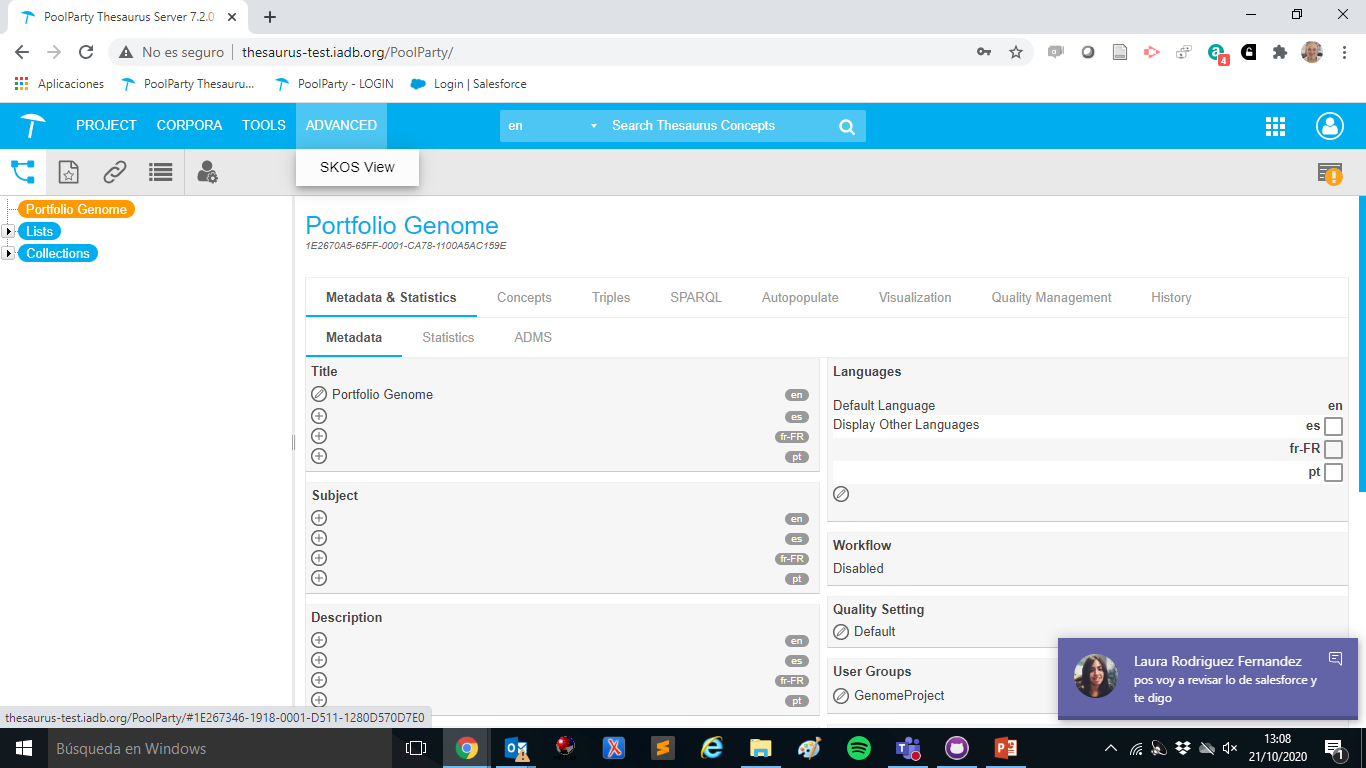 PoolParty Thesaurus Server 7.2.0
No es seguro
thesaurus-test.iadb.org/PoolParty/
4
Aplicaciones
PoolParty Thesauru...
PoolParty - LOGIN
Login | Salesforce
PROJECT
CORPORA
TOOLS
ADVANCED
en
Search Thesaurus Concepts
SKOS View
Portfolio Genome
Lists
Collections
Portfolio Genome
1E2670A5-65FF-0001-CA78-1100A5AC159E
Metadata & Statistics
Concepts
Triples
SPARQL
Autopopulate
Visualization
Quality Management
History
Metadata
Statistics
ADMS
Title
Portfolio Genome
en
es
fr-FR
pt
Subject
en
es
fr-FR
pt
Description
en
es
fr-FR
pt
Languages
Default Language
en
Display Other Languages
es
fr-FR
pt
Workflow
Disabled
Quality Setting
Default
User Groups
GenomeProject
Laura Rodriguez Fernandez
pos voy a revisar lo de salesforce y
te digo
thesaurus-test.iadb.org/PoolParty/#1E267346-1918-0001-D511-1280D570D7E0
Búsqueda en Windows
13:08
21/10/2020
1